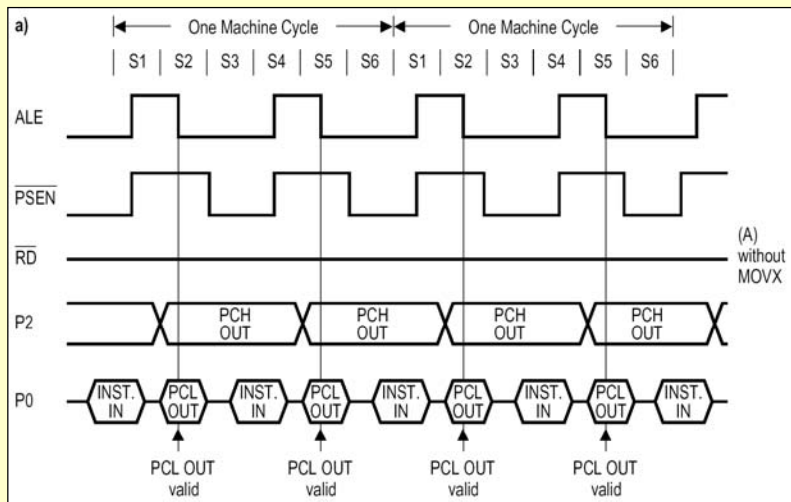 a)
One Machine Cycle One Machine Cycle
S1 S2 S3 S4 S5 S6 S1 S2 S3 S4 S5 S6
ALE
PSEN
RD
(A)
without
MOVX
P2
PCH
OUT
PCH
OUT
PCH
OUT
PCH
OUT
P0
INST.
IN
PCL
OUT
INST.
IN
PCL
OUT
INST.
IN
PCL
OUT
INST.
IN
PCL
OUT
INST.
IN
PCL OUT
valid
PCL OUT
valid
PCL OUT
valid
PCL OUT
valid